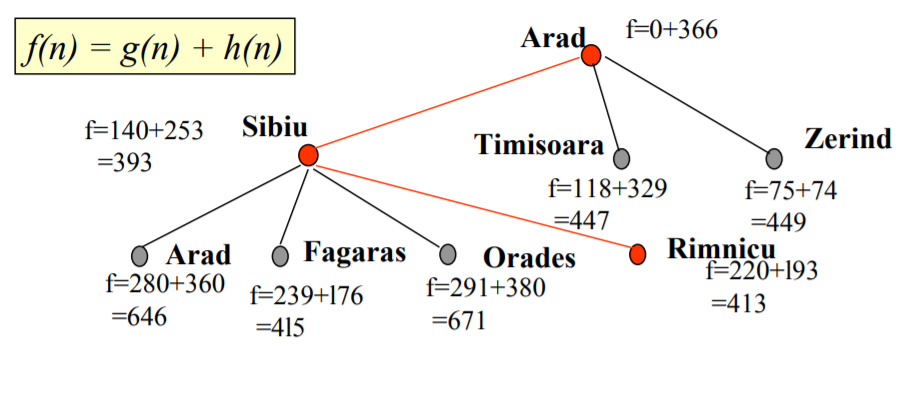 f(n) = g(n) + h(n)
Arad
f=0+366
f=140+253
=393
Sibiu
Timisoara
f=118+329
=447
Zerind
f=75+74
=449
Arad
f=280+360
=646
Fagaras
f=239+176
=415
Orades
f=291+380
=671
Rimnicu
f=220+193
=413